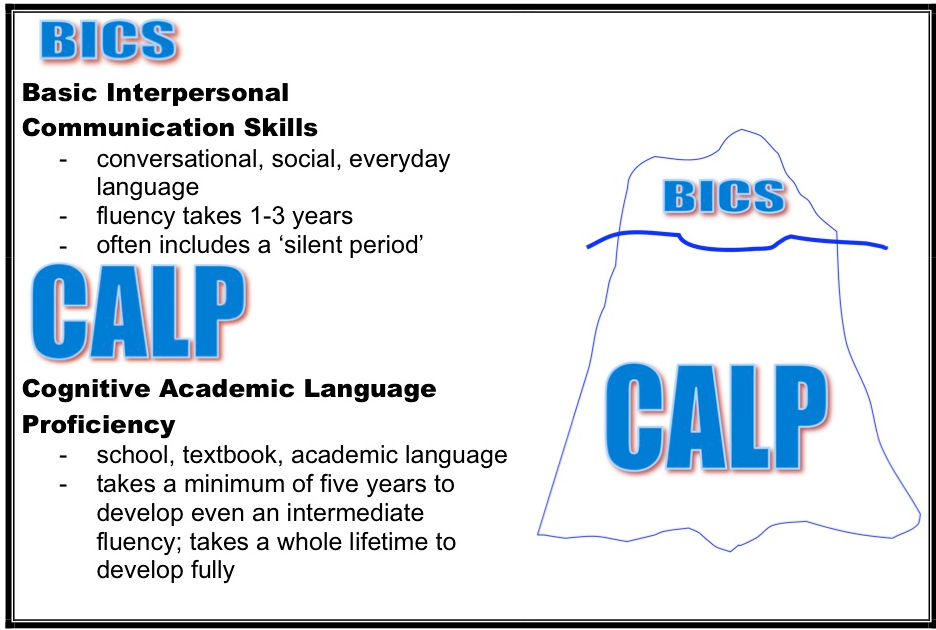 BICS
Basic Interpersonal
Communication Skills
- conversational, social, everyday
language
- fluency takes 1-3 years
- often includes a ‘silent period’
CALP
Cognitive Academic Language
Proficiency
- school, textbook, academic language
- takes a minimum of five years to
develop even an intermediate
fluency; takes a whole lifetime to
develop fully
BICS
CALP